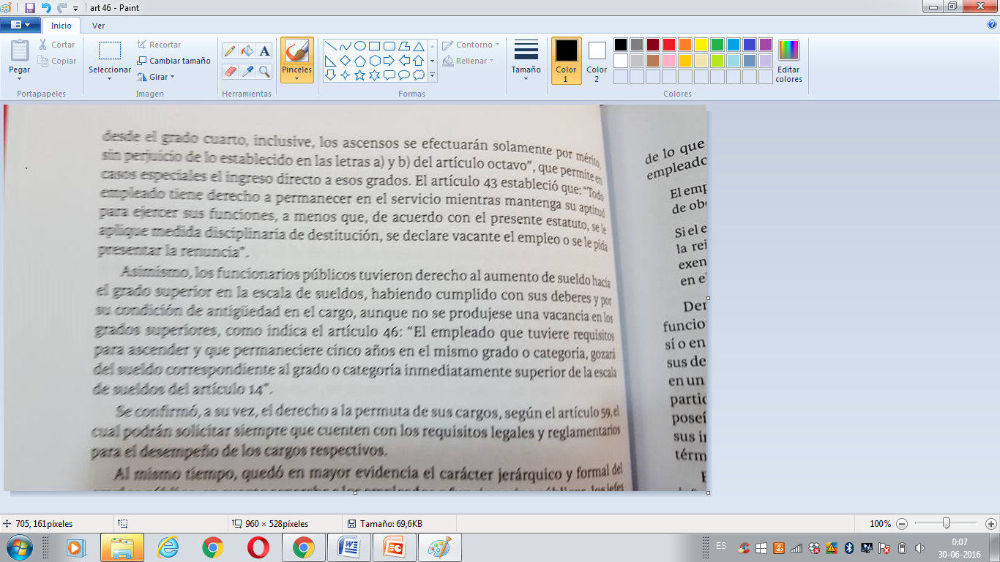 art 46 - Paint
Inicio
Ver
Pegar
Cortar
Copiar
Portapapeles
Seleccionar
Recortar
Cambiar tamaño
Girar
Imagen
Herramientas
Pinceles
Contorno
Rellenar
Formas
Tamaño
Color 1
Color 2
Editar colores
Colores
desde el grado cuarto, inclusive, los ascensos se efectuarán solamente por mérito,
sin perjuicio de lo establecido en las letras a) y b) del artículo octavo”, que permite en
casos especiales el ingreso directo a esos grados. El artículo 43 estableció que: “Todo
empleado tiene derecho a permanecer en el servicio mientras mantenga su aptitud
para ejercer sus funciones, a menos que, de acuerdo con el presente estatuto, se le
aplique medida disciplinaria de destitución, se declare vacante el empleo o se le pida
presentar la renuncia”.
Asimismo, los funcionarios públicos tuvieron derecho al aumento de sueldo hacia
el grado superior en la escala de sueldos, habiendo cumplido con sus deberes y por
su condición de antigüedad en el cargo, aunque no se produjese una vacancia en los
grados superiores, como indica el artículo 46: “El empleado que tuviere requisitos
para ascender y que permaneciere cinco años en el mismo grado o categoría, gozará
del sueldo correspondiente al grado o categoría inmediatamente superior de la escala
de sueldos del artículo 14”.
Se confirmó, a su vez, el derecho a la permuta de sus cargos, según el artículo 59, el
cual podrán solicitar siempre que cuenten con los requisitos legales y reglamentarios
para el desempeño de los cargos respectivos.
Al mismo tiempo, quedó en mayor evidencia el carácter jerárquico y formal del
de lo que
empleado
El emp
de obe
Si el e
la rei
exen
en el
Der
funcio
sí o en
sus de
en un
partic
poseí
sus in
térm
705, 161píxeles
960 × 528píxeles
Tamaño: 69,6KB
100%
ES
0:07
30-06-2016